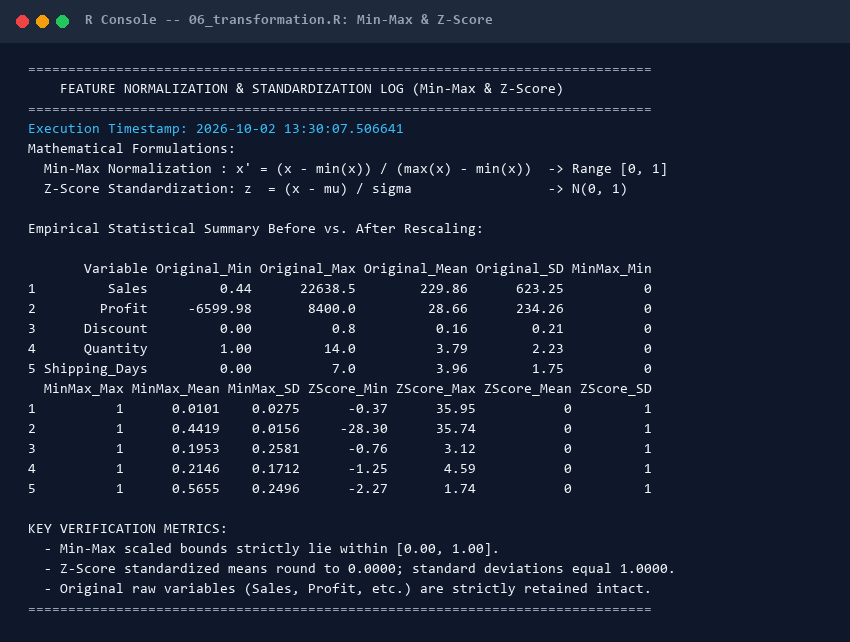 R Console -- 06_transformation.R: Min-Max & Z-Score
==============================================================================
    FEATURE NORMALIZATION & STANDARDIZATION LOG (Min-Max & Z-Score)
==============================================================================
Execution Timestamp: 2026-10-02 13:30:07.506641
Mathematical Formulations:
  Min-Max Normalization : x' = (x - min(x)) / (max(x) - min(x))  -> Range [0, 1]
  Z-Score Standardization: z  = (x - mu) / sigma                 -> N(0, 1)

Empirical Statistical Summary Before vs. After Rescaling:

       Variable Original_Min Original_Max Original_Mean Original_SD MinMax_Min
1         Sales         0.44      22638.5        229.86      623.25          0
2        Profit     -6599.98       8400.0         28.66      234.26          0
3      Discount         0.00          0.8          0.16        0.21          0
4      Quantity         1.00         14.0          3.79        2.23          0
5 Shipping_Days         0.00          7.0          3.96        1.75          0
  MinMax_Max MinMax_Mean MinMax_SD ZScore_Min ZScore_Max ZScore_Mean ZScore_SD
1          1      0.0101    0.0275      -0.37      35.95           0         1
2          1      0.4419    0.0156     -28.30      35.74           0         1
3          1      0.1953    0.2581      -0.76       3.12           0         1
4          1      0.2146    0.1712      -1.25       4.59           0         1
5          1      0.5655    0.2496      -2.27       1.74           0         1

KEY VERIFICATION METRICS:
  - Min-Max scaled bounds strictly lie within [0.00, 1.00].
  - Z-Score standardized means round to 0.0000; standard deviations equal 1.0000.
  - Original raw variables (Sales, Profit, etc.) are strictly retained intact.
==============================================================================